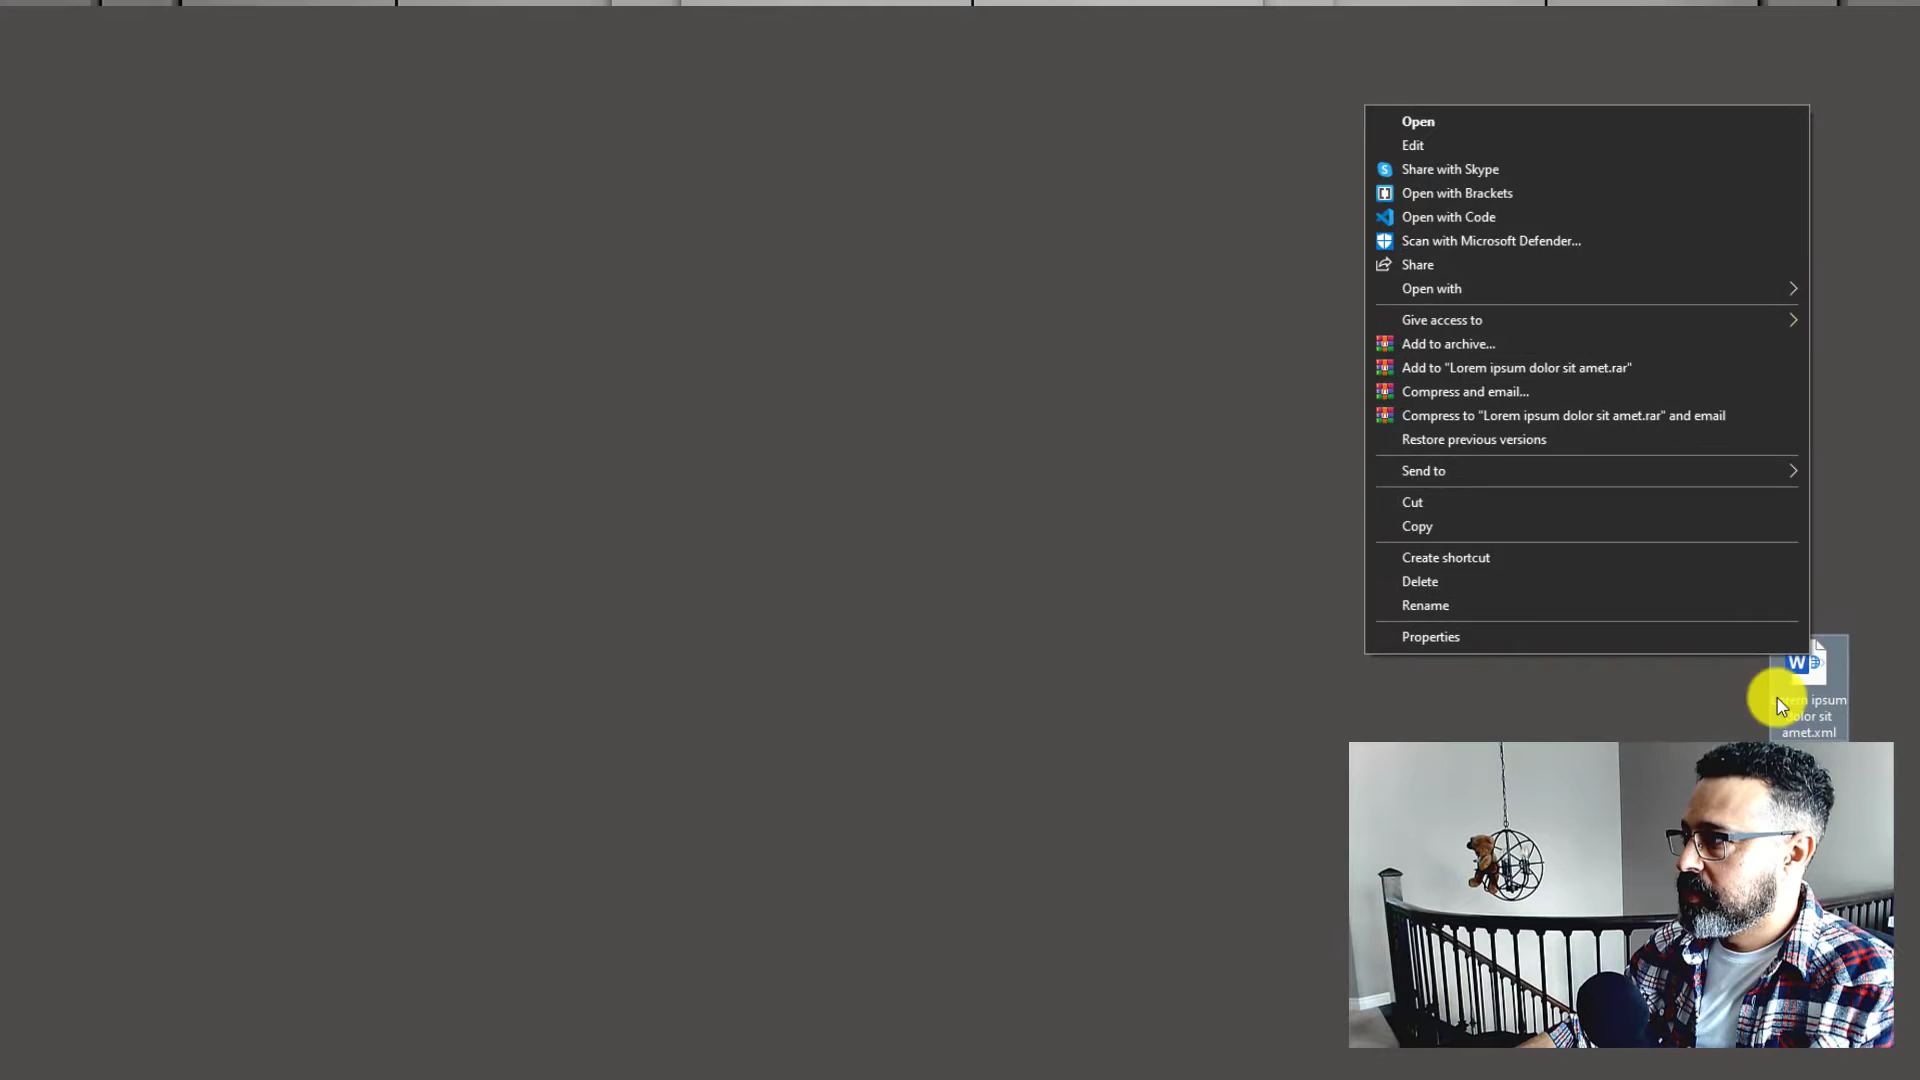 Open
Edit
Share with Skype
Open with Brackets
Open with Code
Scan with Microsoft Defender...
Share
Open with
Give access to
Add to archive...
Add to "Lorem ipsum dolor sit amet.rar"
Compress and email...
Compress to "Lorem ipsum dolor sit amet.rar" and email
Restore previous versions
Send to
Cut
Copy
Create shortcut
Delete
Rename
Properties
Lorem ipsum
dolor sit
amet.xml